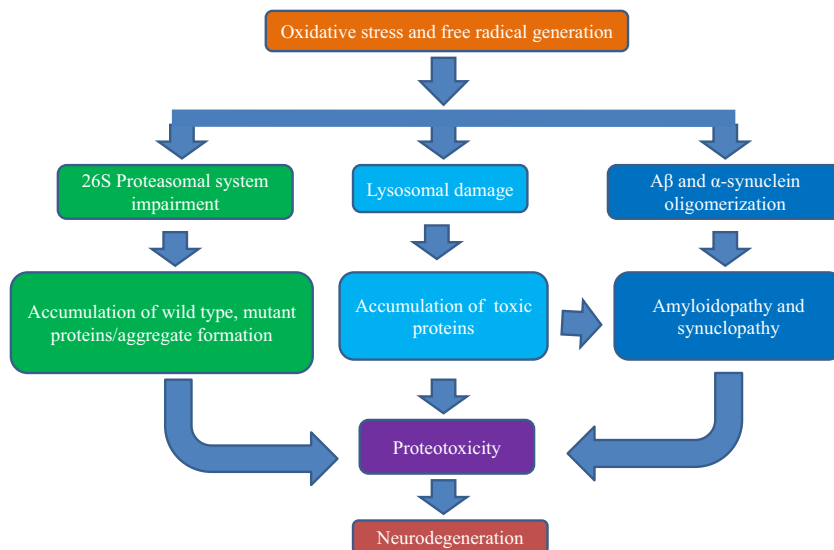 Oxidative stress and free radical generation
26S Proteasomal system
impairment
Lysosomal damage
Aβ and α-synuclein
oligomerization
Accumulation of wild type, mutant
proteins/aggregate formation
Accumulation of toxic
proteins
Amyloidopathy and
synuclopathy
Proteotoxicity
Neurodegeneration